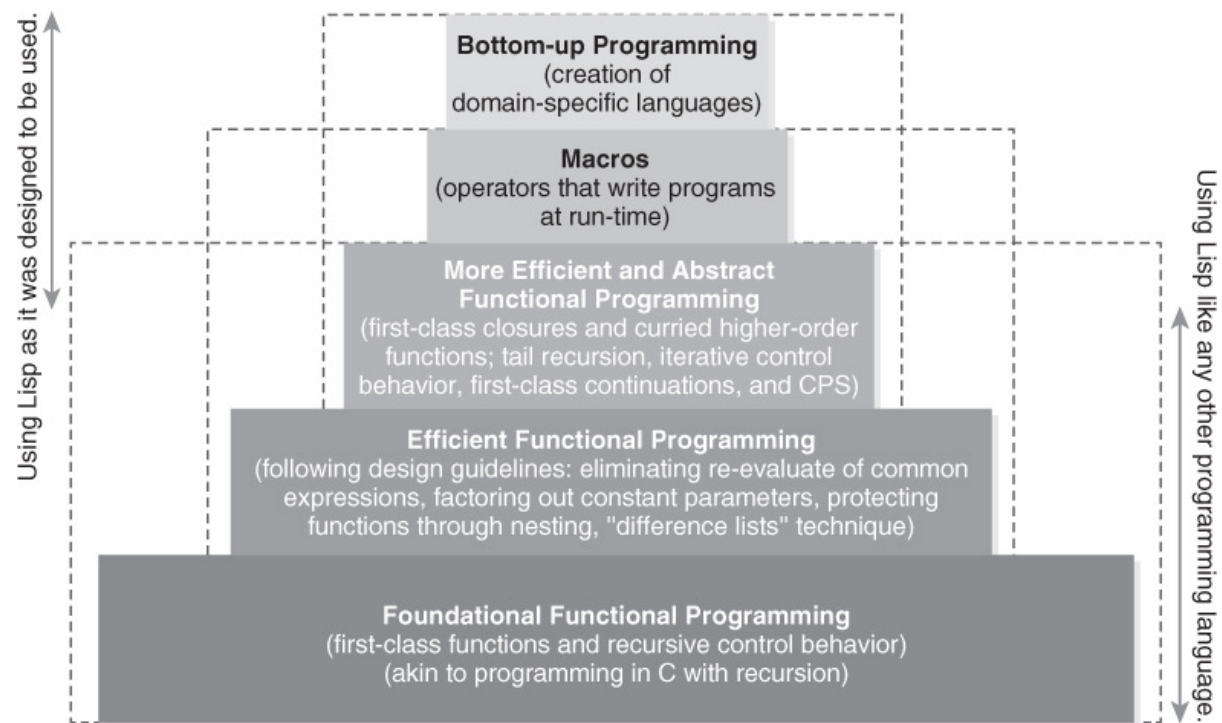 Using Lisp as it was designed to be used.
Bottom-up Programming
(creation of
domain-specific languages)
Macros
(operators that write programs
at run-time)
More Efficient and Abstract
Functional Programming
(first-class closures and curried higher-order
functions; tail recursion, iterative control
behavior, first-class continuations, and CPS)
Efficient Functional Programming
(following design guidelines: eliminating re-evaluate of common
expressions, factoring out constant parameters, protecting
functions through nesting, "difference lists" technique)
Foundational Functional Programming
(first-class functions and recursive control behavior)
(akin to programming in C with recursion)
Using Lisp like any other programming language.